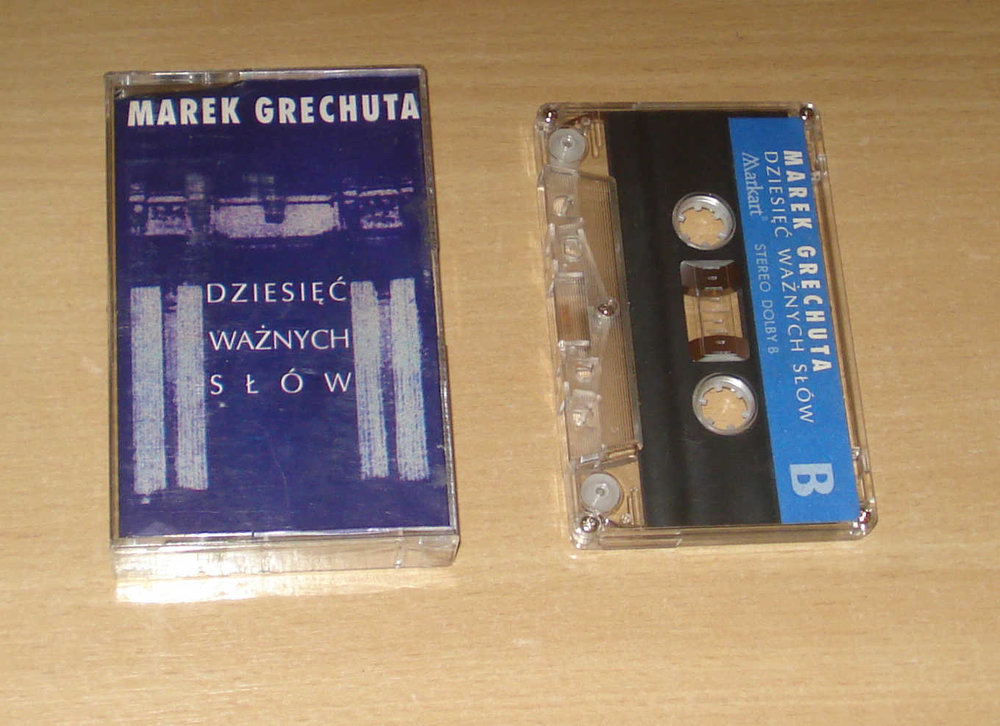 MAREK GRECHUTA
DZIESIĘĆ
WAŻNYCH
SŁÓW
MAREK GRECHUTA
DZIESIĘĆ WAŻNYCH SŁÓW
Markart
STEREO DOLBY B
B